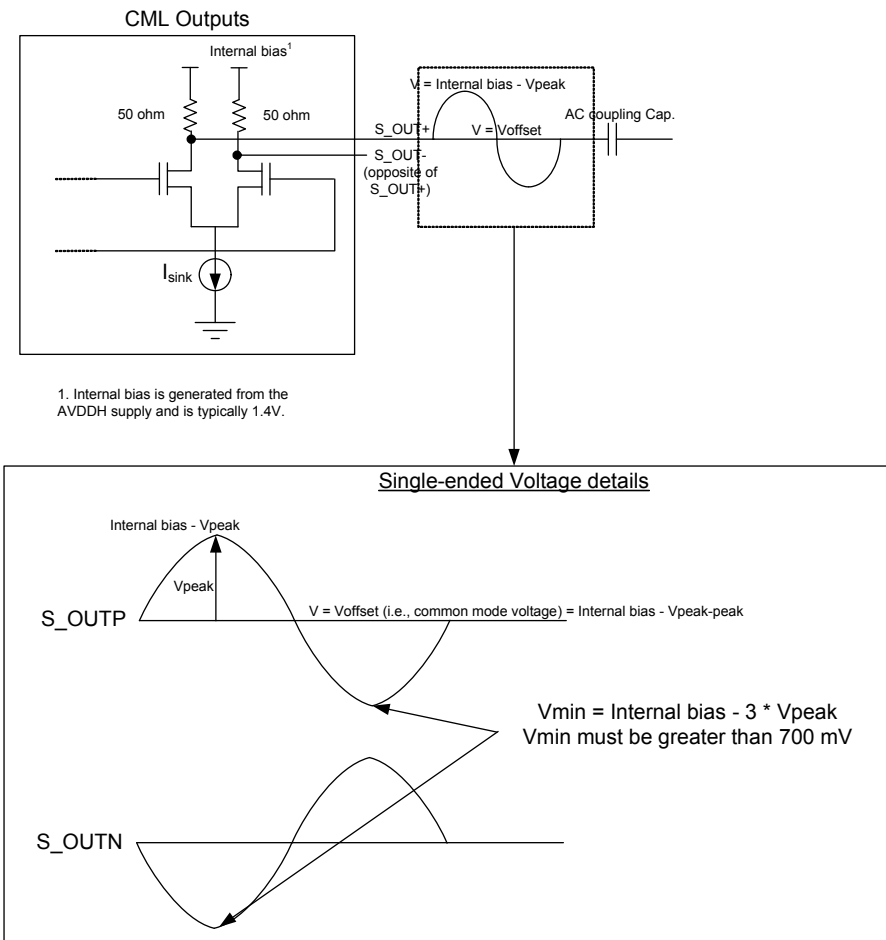 CML Outputs
Internal bias1
50 ohm
50 ohm
S_OUT+
S_OUT-
(opposite of
S_OUT+)
Isink
V = Internal bias - Vpeak
V = Voffset
AC coupling Cap.
1. Internal bias is generated from the
AVDDH supply and is typically 1.4V.
Single-ended Voltage details
Internal bias - Vpeak
Vpeak
S_OUTP
V = Voffset (i.e., common mode voltage) = Internal bias - Vpeak-peak
Vmin = Internal bias - 3 * Vpeak
Vmin must be greater than 700 mV
S_OUTN